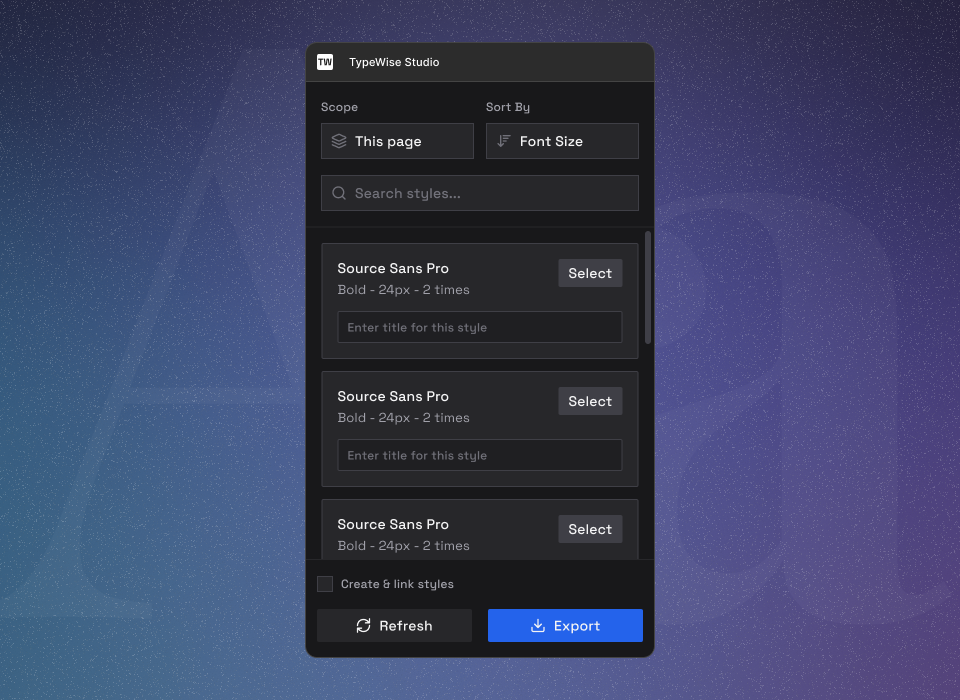 TW TypeWise Studio
Scope Sort By
This page Font Size
Search styles...
Source Sans Pro
Select
Bold - 24px - 2 times
Enter title for this style
Source Sans Pro
Select
Bold - 24px - 2 times
Enter title for this style
Source Sans Pro
Select
Bold - 24px - 2 times
Create & link styles
Refresh Export
Aa